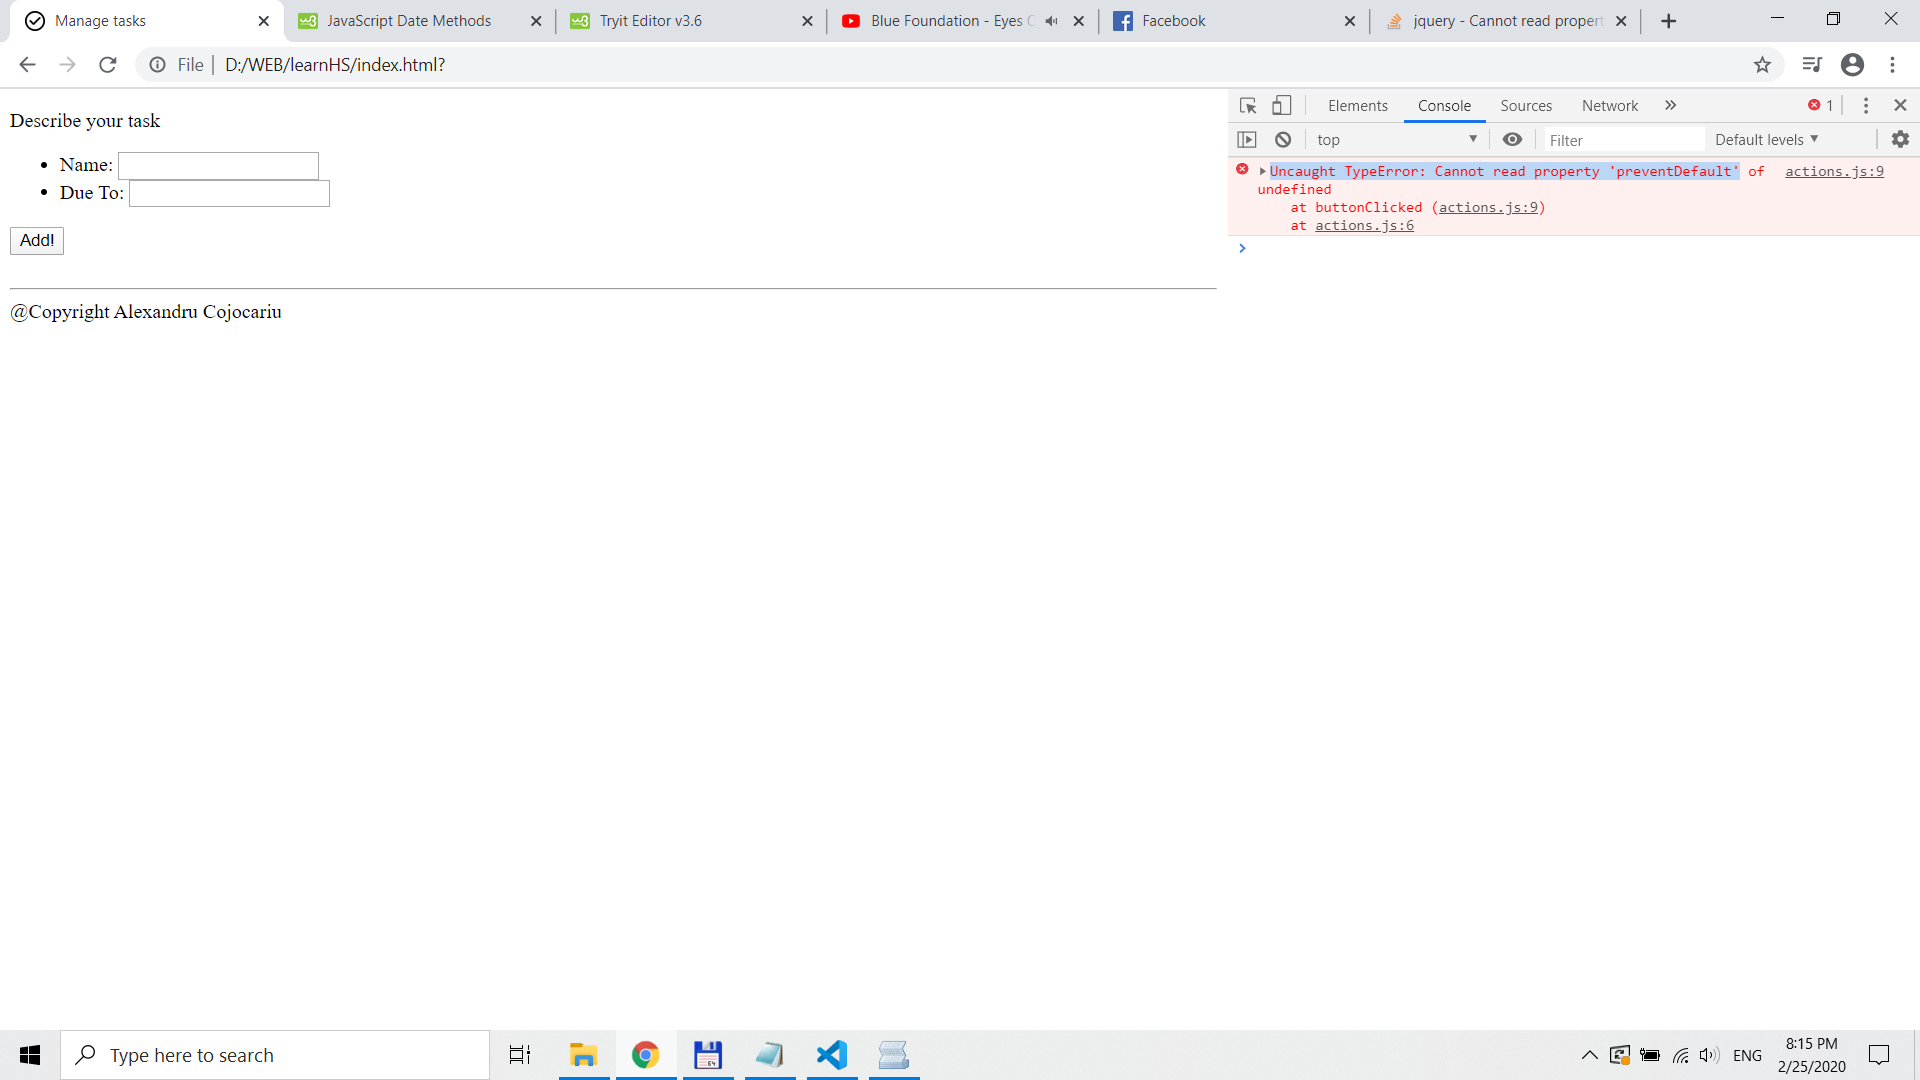 Manage tasks
JavaScript Date Methods
Tryit Editor v3.6
Blue Foundation - Eyes
Facebook
jquery - Cannot read propert
File
D:/WEB/learnHS/index.html?
Describe your task
Name:
Due To:
Add!
@Copyright Alexandru Cojocariu
Elements
Console
Sources
Network
1
top
Filter
Default levels
Uncaught TypeError: Cannot read property 'preventDefault' of actions.js:9
undefined
at buttonClicked (actions.js:9)
at actions.js:6
Type here to search
ENG
8:15 PM
2/25/2020